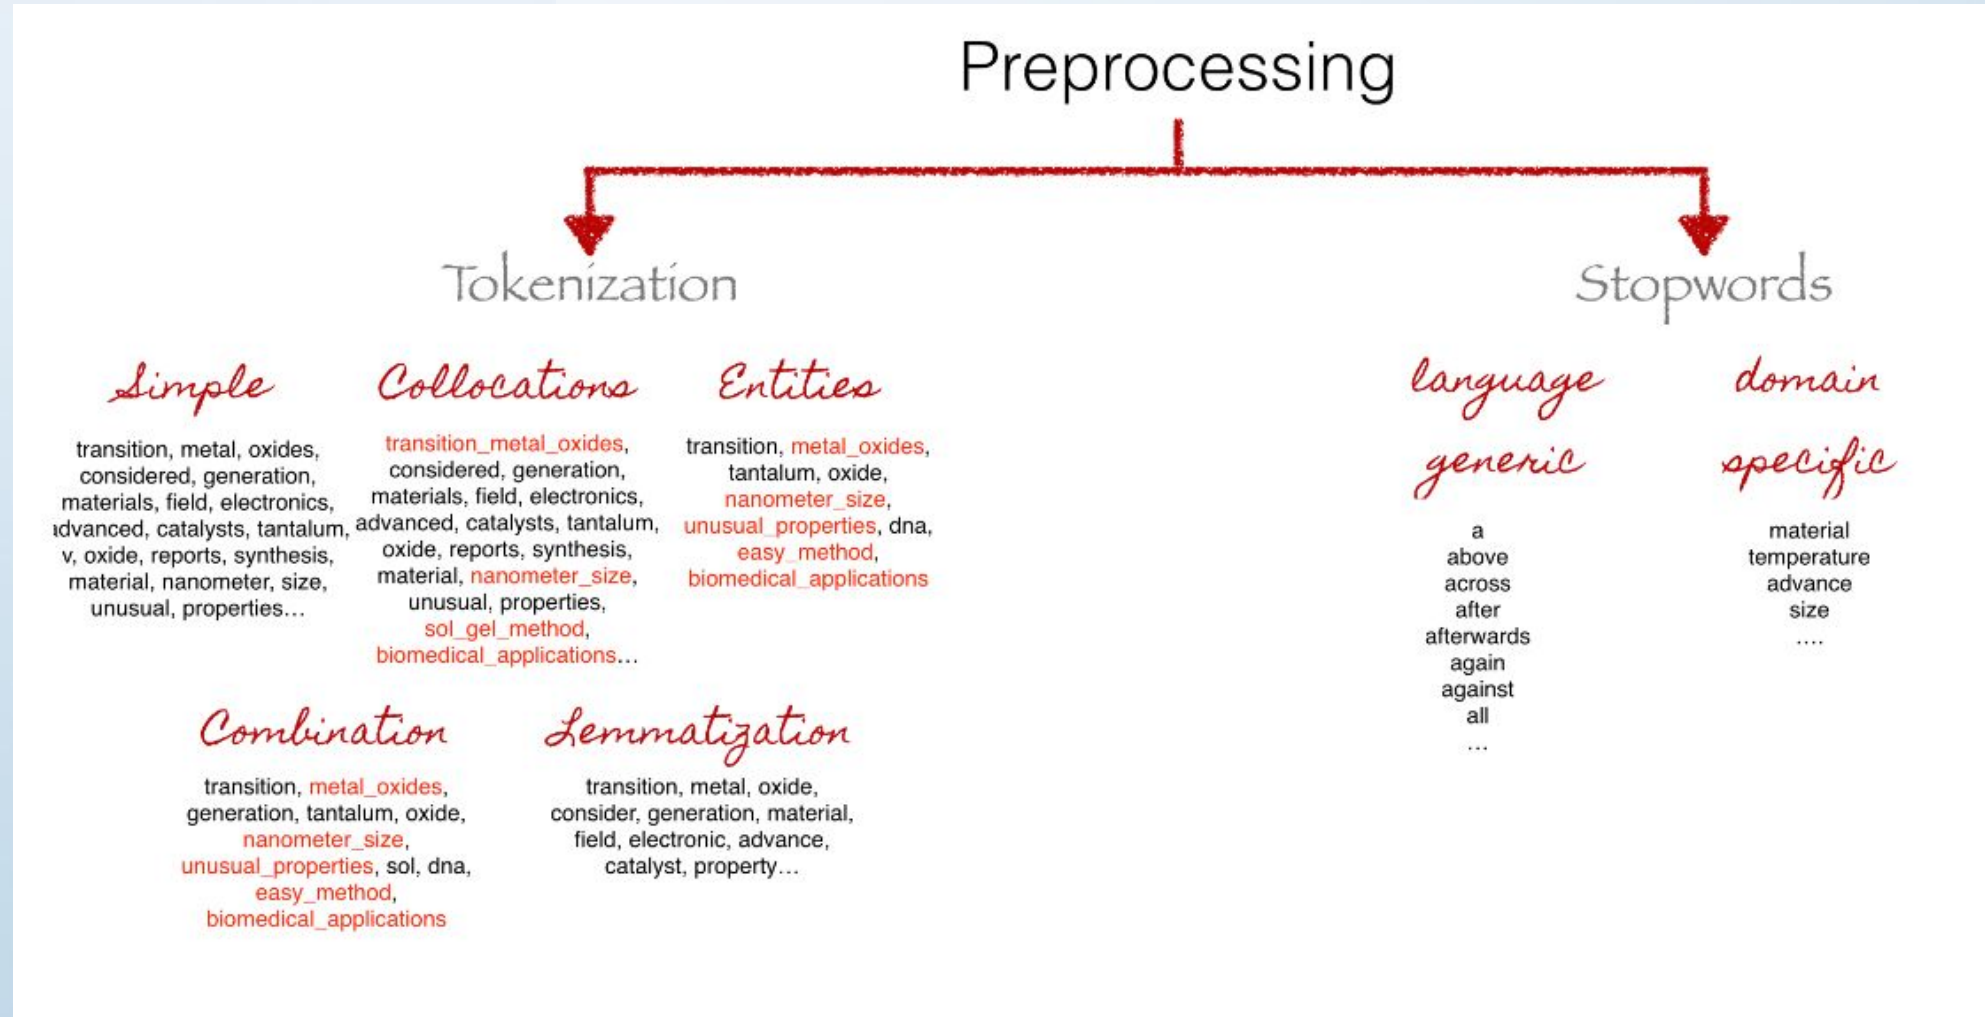 Preprocessing
Tokenization
Stopwords
Simple
transition, metal, oxides,
considered, generation,
materials, field, electronics,
advanced, catalysts, tantalum,
v, oxide, reports, synthesis,
material, nanometer, size,
unusual, properties…
Collocations
transition_metal_oxides,
considered, generation,
materials, field, electronics,
advanced, catalysts, tantalum,
oxide, reports, synthesis,
material, nanometer_size,
unusual, properties,
sol_gel_method,
biomedical_applications…
Entities
transition, metal_oxides,
tantalum, oxide,
nanometer_size,
unusual_properties, dna,
easy_method,
biomedical_applications
Combination
transition, metal_oxides,
generation, tantalum, oxide,
nanometer_size,
unusual_properties, sol, dna,
easy_method,
biomedical_applications
Lemmatization
transition, metal, oxide,
consider, generation, material,
field, electronic, advance,
catalyst, property…
language
generic
a
above
across
after
afterwards
again
against
all
…
domain
specific
material
temperature
advance
size
….